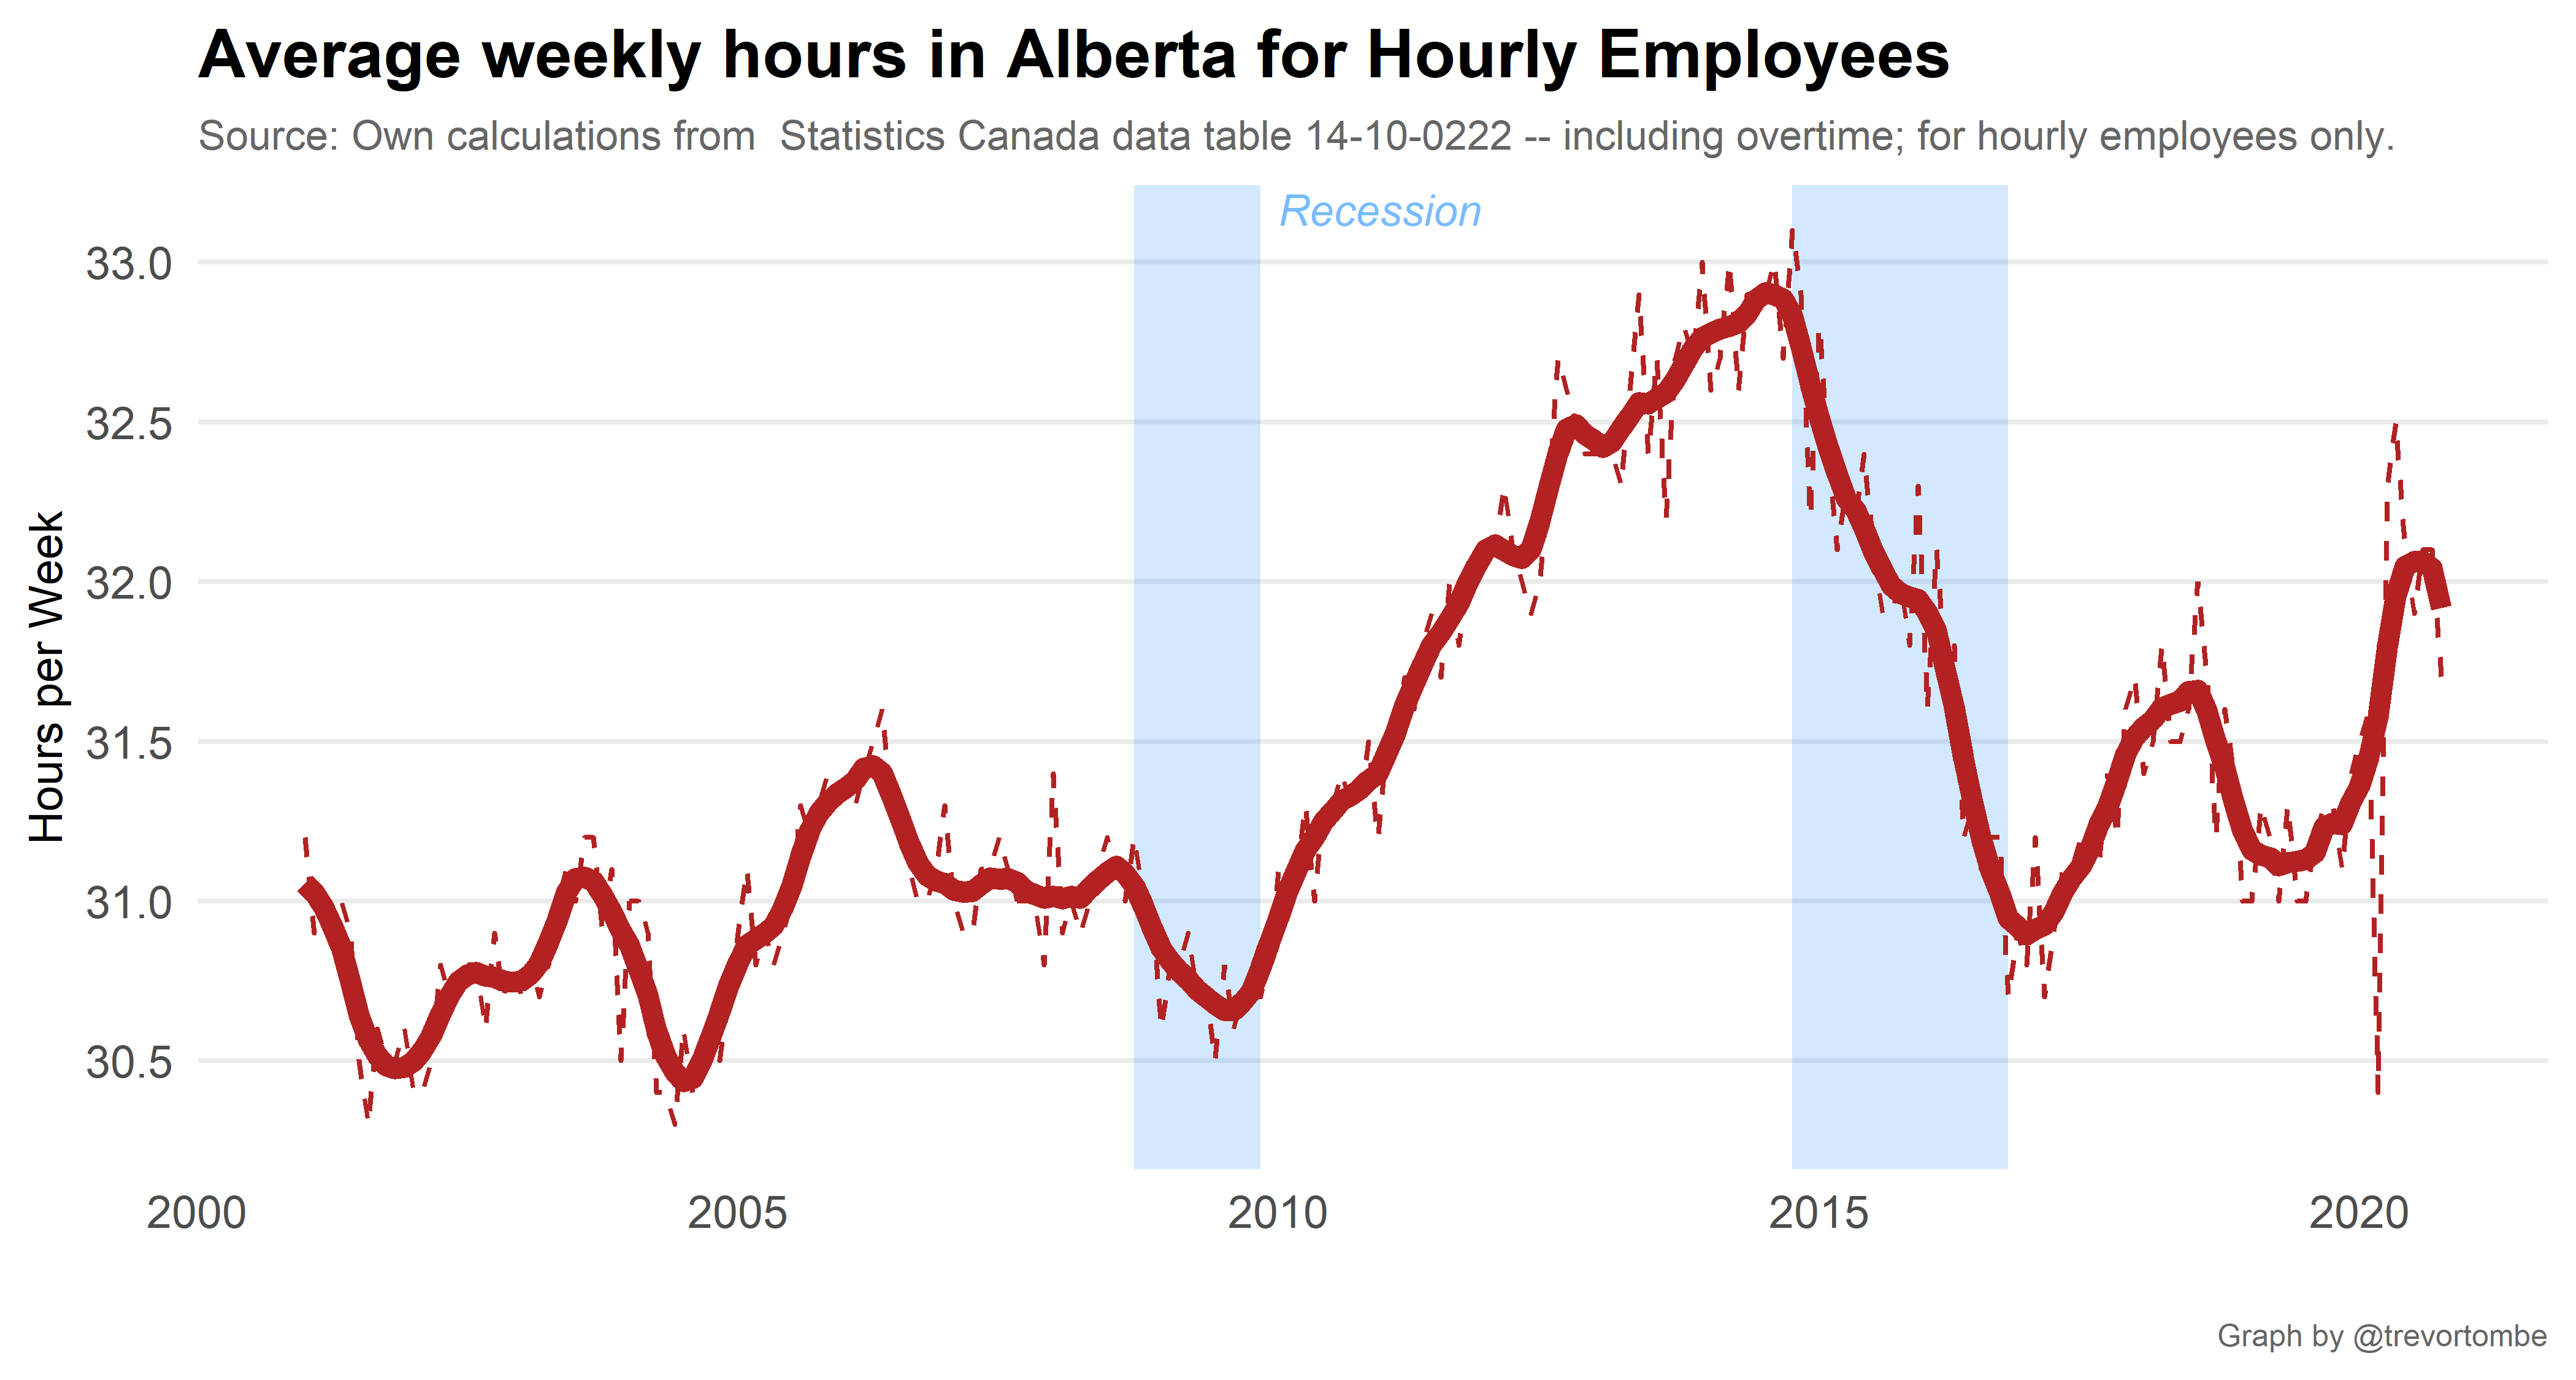 Average weekly hours in Alberta for Hourly Employees
Source: Own calculations from  Statistics Canada data table 14-10-0222 -- including overtime; for hourly employees only.
Recession
Hours per Week
33.0
32.5
32.0
31.5
31.0
30.5
2000 2005 2010 2015 2020
Graph by @trevortombe